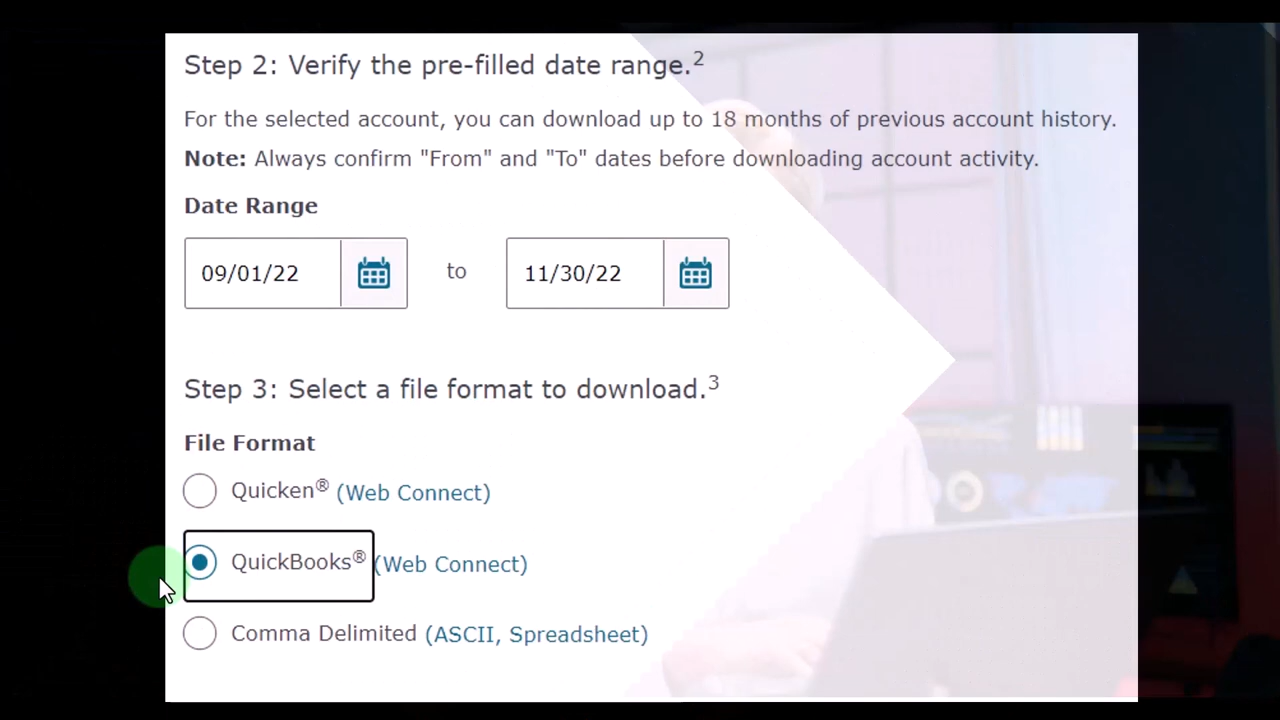 Step 2: Verify the pre-filled date range.2
For the selected account, you can download up to 18 months of previous account history.
Note: Always confirm "From" and "To" dates before downloading account activity.
Date Range
09/01/22 to 11/30/22
Step 3: Select a file format to download.3
File Format
Quicken® (Web Connect)
QuickBooks® (Web Connect)
Comma Delimited (ASCII, Spreadsheet)